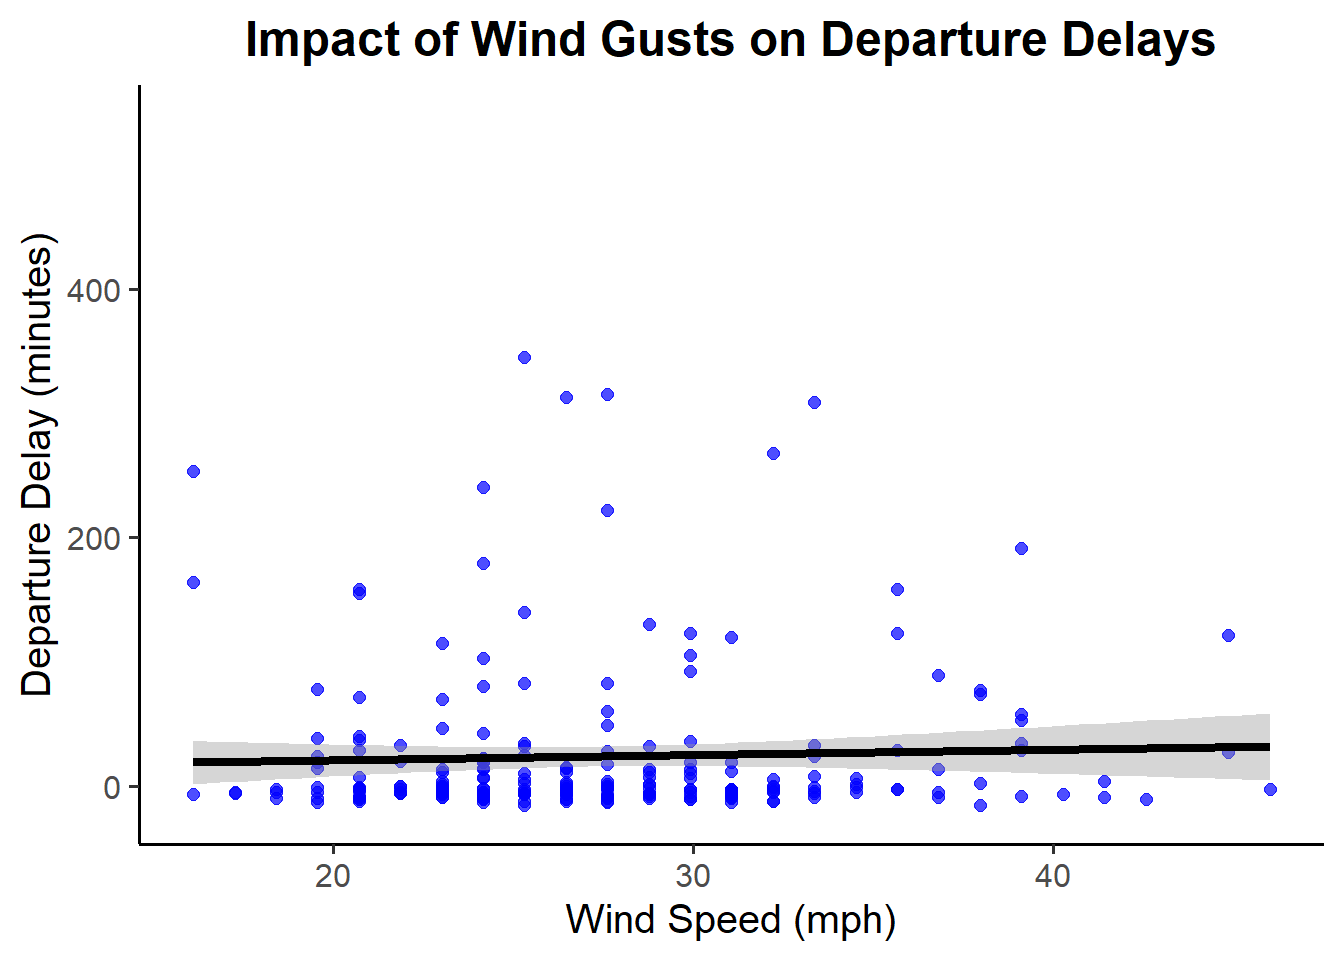 Impact of Wind Gusts on Departure Delays
Departure Delay (minutes)
400
200
0
20 30 40
Wind Speed (mph)